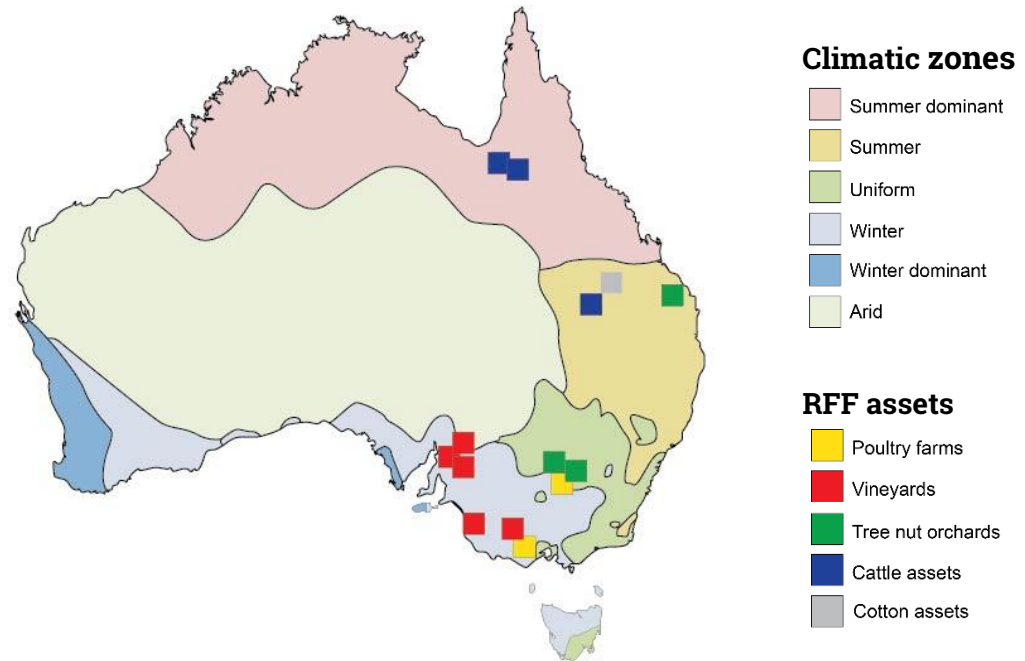 Climatic zones
Summer dominant
Summer
Uniform
Winter
Winter dominant
Arid
RFF assets
Poultry farms
Vineyards
Tree nut orchards
Cattle assets
Cotton assets